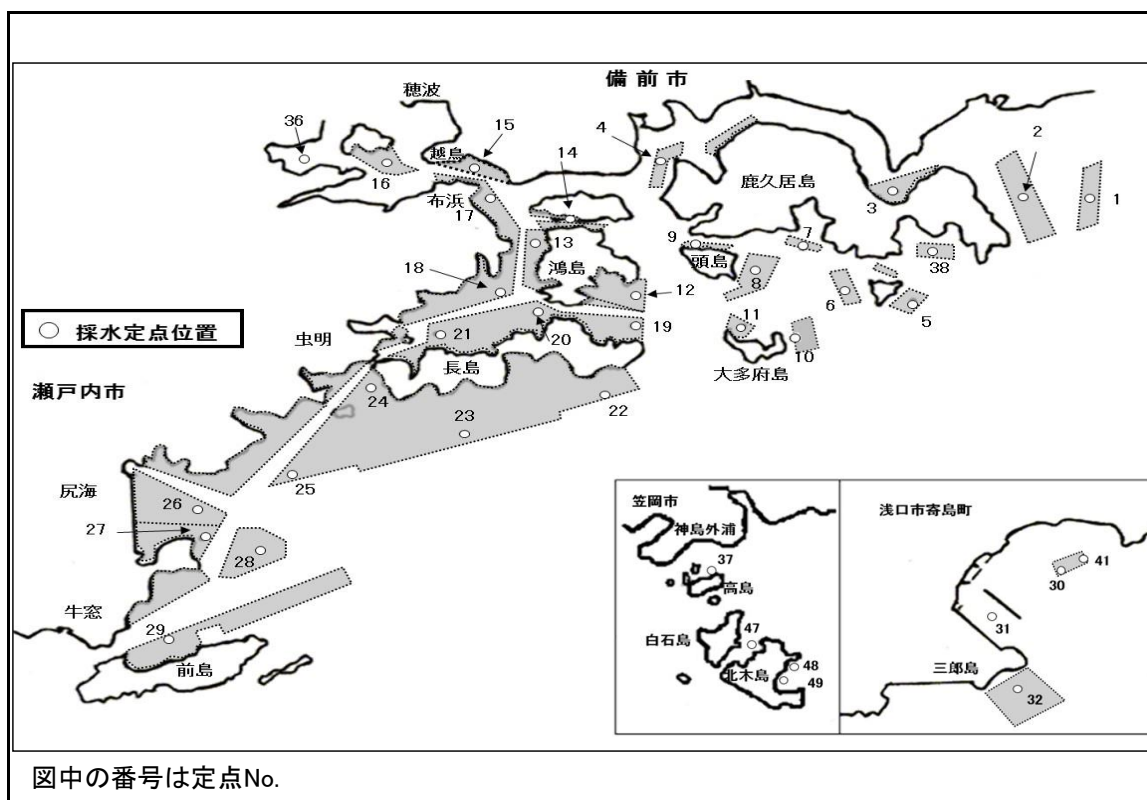 備前市
穂波
36
15
4
14
2
越島
16
鹿久居島
布浜
17
3
1
7
9
13
頭島
38
鴻島
18
8
12
6
5
○ 採水定点位置
19
11
虫明
21
20
10
長島
大多府島
瀬戸内市
24
22
23
25
尻海
26
27
28
牛窓
29
前島
笠岡市
神島外浦
37
高島
白石島
47
北木島
48
49
浅口市寄島町
41
30
31
三郎島
32
図中の番号は定点No.